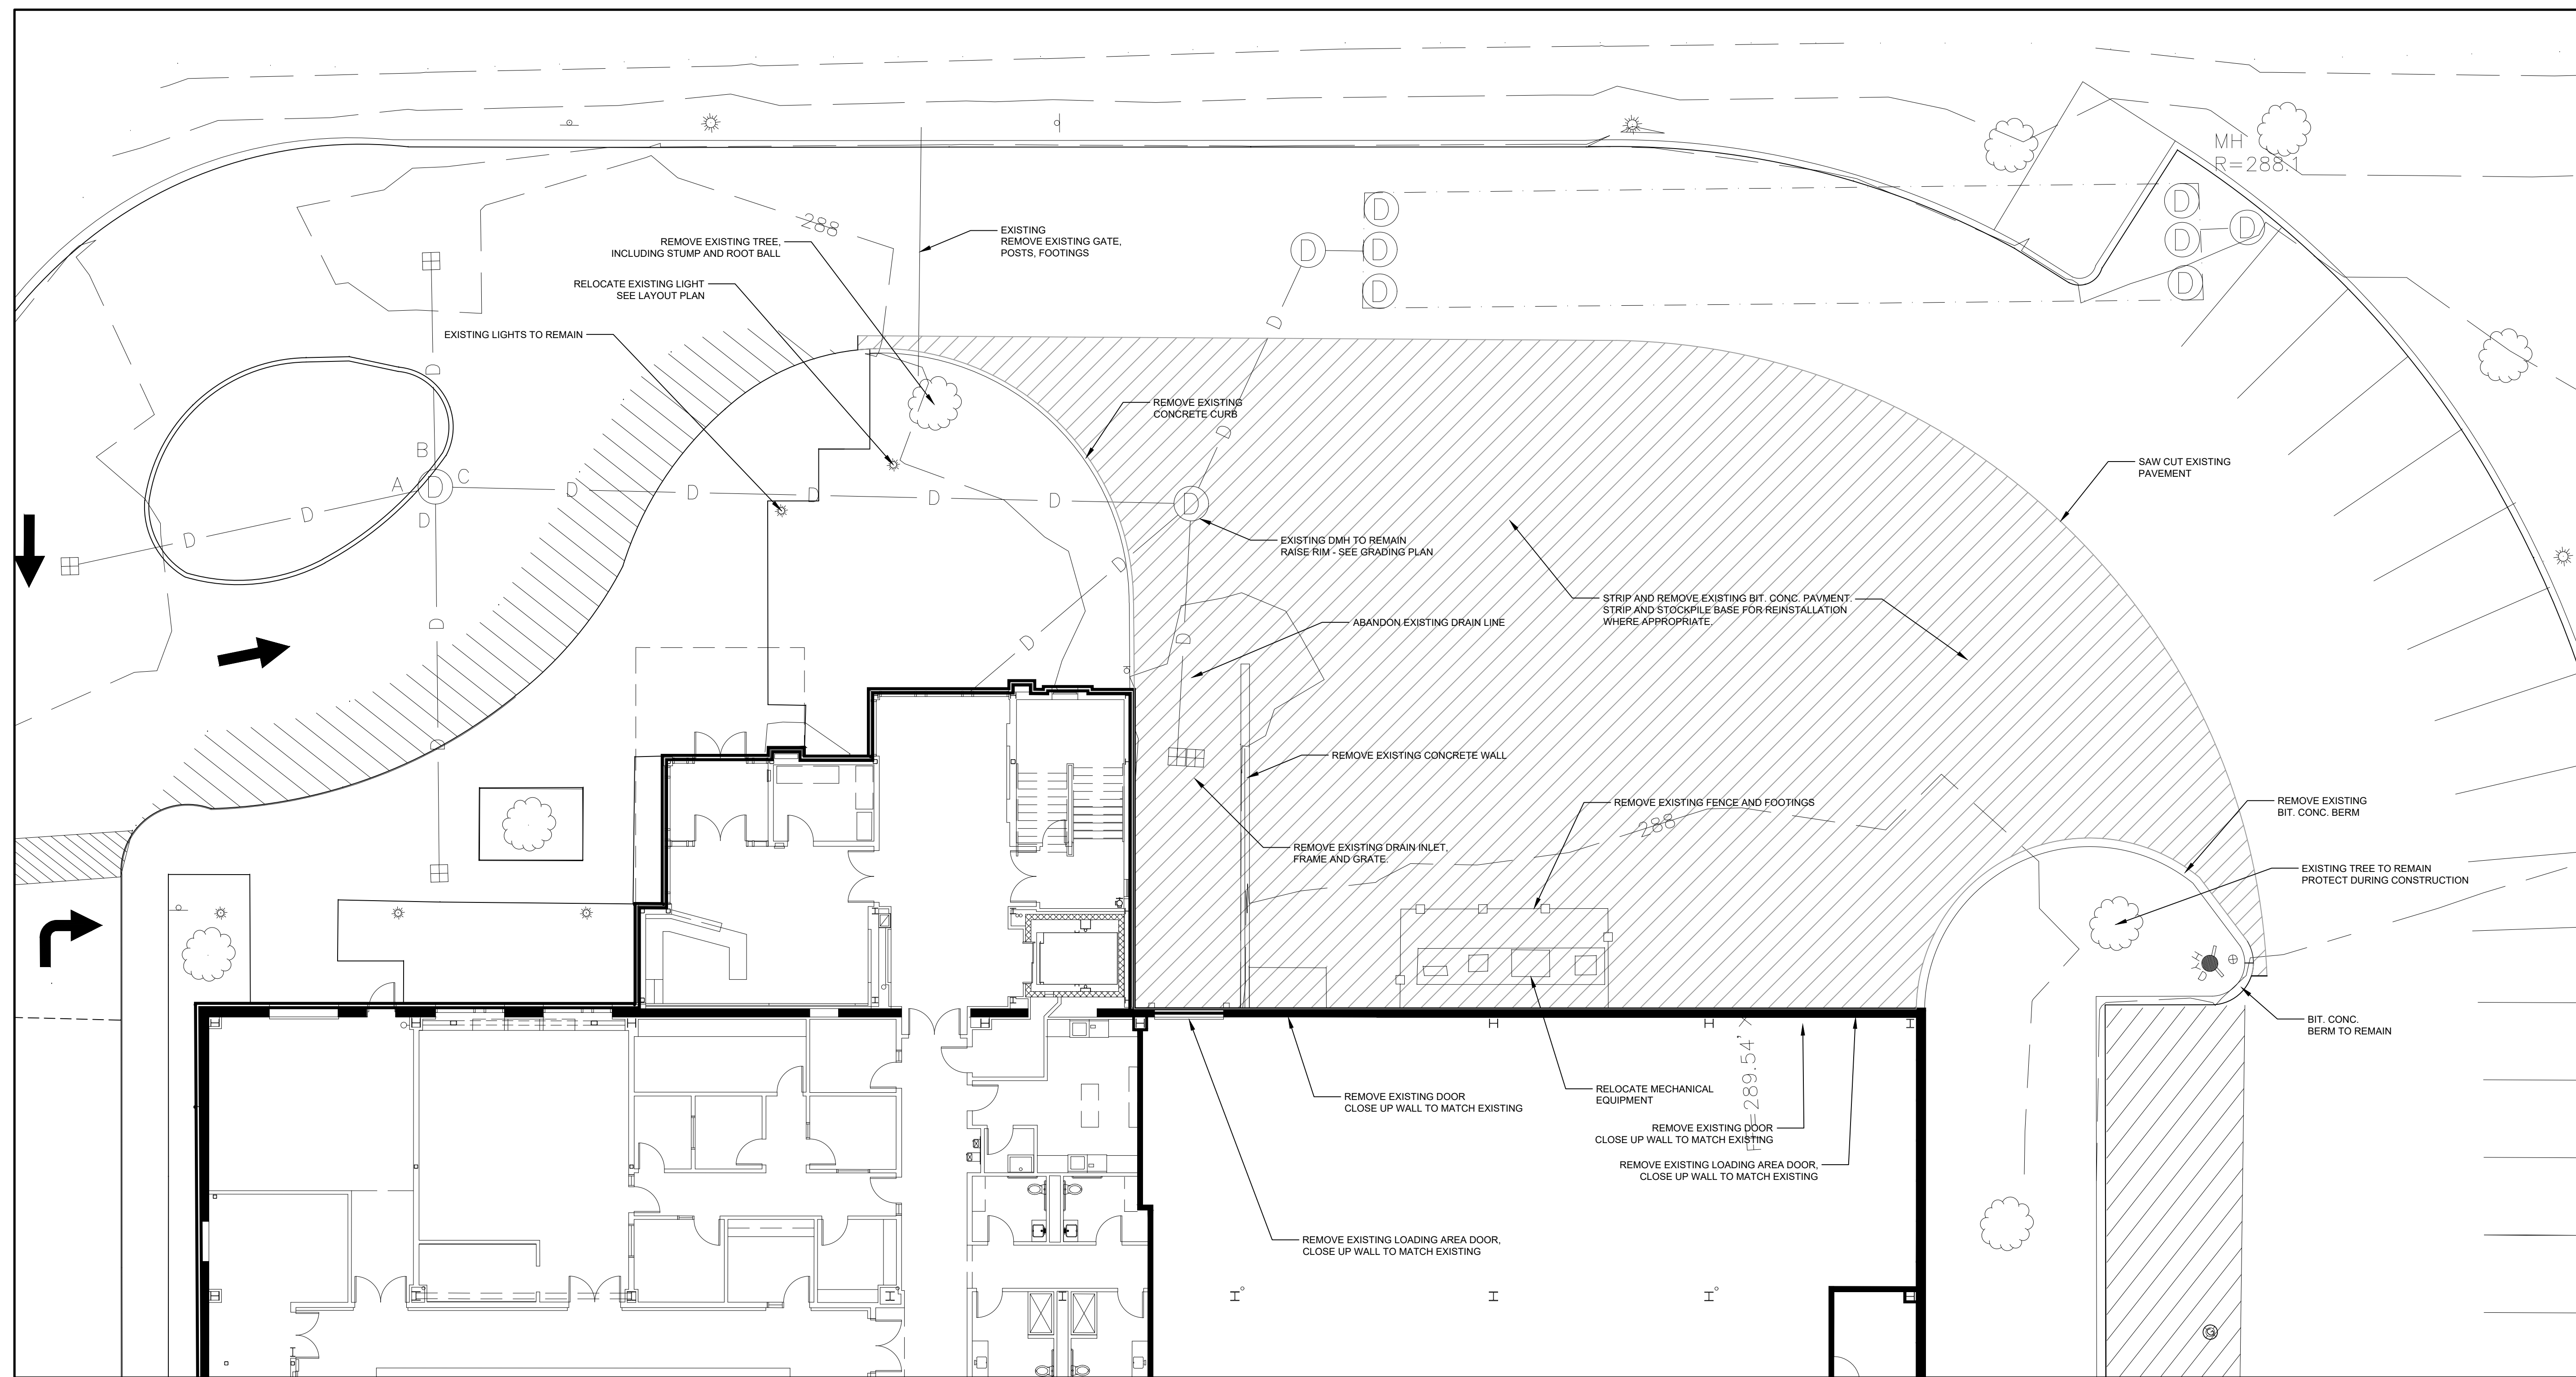 MH
R=288.1
288
EXISTING
REMOVE EXISTING GATE,
POSTS, FOOTINGS
REMOVE EXISTING TREE,
INCLUDING STUMP AND ROOT BALL
RELOCATE EXISTING LIGHT
SEE LAYOUT PLAN
EXISTING LIGHTS TO REMAIN
D
D
D
D
D
D
D
D
D
D
REMOVE EXISTING
CONCRETE CURB
D
D
B
A D C
D
D D D D D
D
D
D
D
SAW CUT EXISTING
PAVEMENT
EXISTING DMH TO REMAIN
RAISE RIM - SEE GRADING PLAN
D
STRIP AND REMOVE EXISTING BIT. CONC. PAVMENT.
STRIP AND STOCKPILE BASE FOR REINSTALLATION
WHERE APPROPRIATE.
ABANDON EXISTING DRAIN LINE
D
D
D
D
REMOVE EXISTING CONCRETE WALL
REMOVE EXISTING FENCE AND FOOTINGS
288
REMOVE EXISTING
BIT. CONC. BERM
REMOVE EXISTING DRAIN INLET,
FRAME AND GRATE.
EXISTING TREE TO REMAIN
PROTECT DURING CONSTRUCTION
BIT. CONC.
BERM TO REMAIN
RELOCATE MECHANICAL
EQUIPMENT
REMOVE EXISTING DOOR
CLOSE UP WALL TO MATCH EXISTING
FF=289.54' X
REMOVE EXISTING DOOR
CLOSE UP WALL TO MATCH EXISTING
REMOVE EXISTING LOADING AREA DOOR,
CLOSE UP WALL TO MATCH EXISTING
REMOVE EXISTING LOADING AREA DOOR,
CLOSE UP WALL TO MATCH EXISTING
G